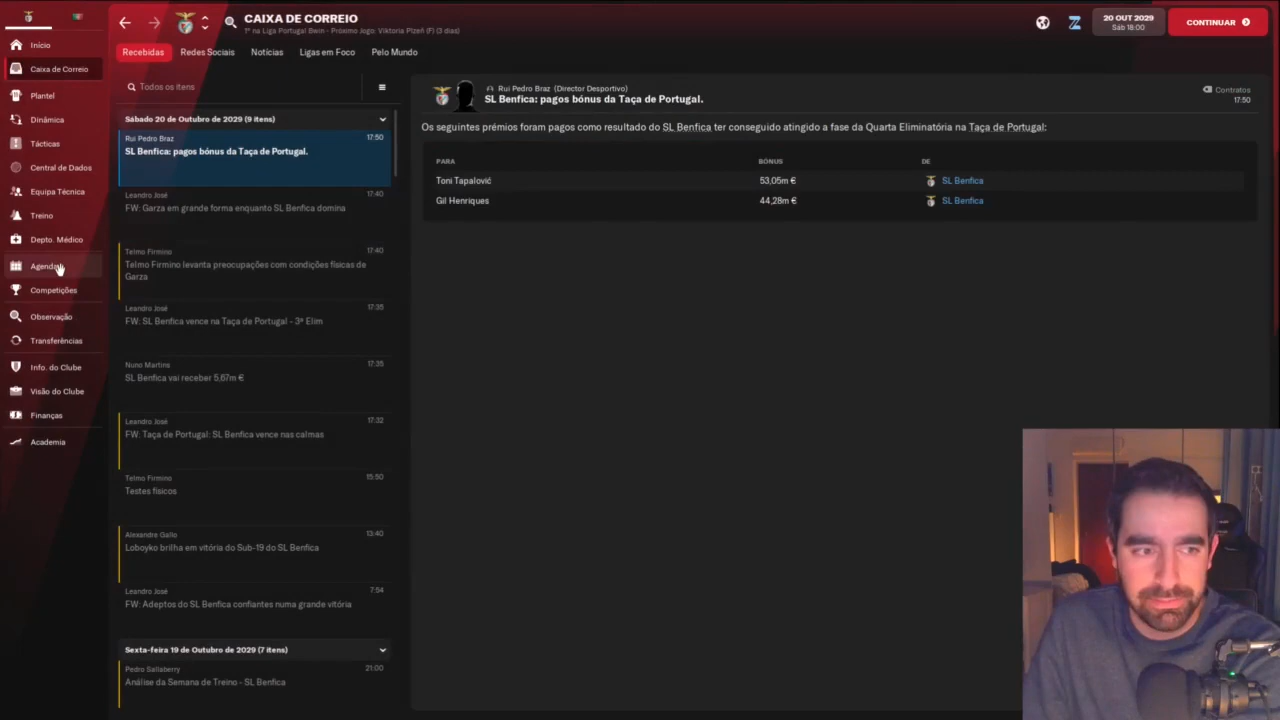 CAIXA DE CORREIO
1º na Liga Portugal Bwin - Próximo Jogo: Viktoria Plzeň (F) (3 dias)
20 OUT 2029
Sáb 18:00
CONTINUAR
Início
Caixa de Correio
Plantel
Dinâmica
Tácticas
Central de Dados
Equipa Técnica
Treino
Depto. Médico
Agenda
Competições
Observação
Transferências
Info. do Clube
Visão do Clube
Finanças
Academia
Recebidas
Redes Sociais
Notícias
Ligas em Foco
Pelo Mundo
Todos os itens
Sábado 20 de Outubro de 2029 (9 itens)
Rui Pedro Braz 17:50
SL Benfica: pagos bónus da Taça de Portugal.
Leandro José 17:40
FW: Garza em grande forma enquanto SL Benfica domina
Telmo Firmino 17:40
Telmo Firmino levanta preocupações com condições físicas de
Garza
Leandro José 17:35
FW: SL Benfica vence na Taça de Portugal - 3ª Elim
Nuno Martins 17:35
SL Benfica vai receber 5,67m €
Leandro José 17:32
FW: Taça de Portugal: SL Benfica vence nas calmas
Telmo Firmino 15:50
Testes físicos
Alexandre Gallo 13:40
Loboyko brilha em vitória do Sub-19 do SL Benfica
Leandro José 7:54
FW: Adeptos do SL Benfica confiantes numa grande vitória
Sexta-feira 19 de Outubro de 2029 (7 itens)
Pedro Sallaberry 21:00
Análise da Semana de Treino - SL Benfica
Rui Pedro Braz (Director Desportivo)
SL Benfica: pagos bónus da Taça de Portugal.
Contratos
17:50
Os seguintes prémios foram pagos como resultado do SL Benfica ter conseguido atingido a fase da Quarta Eliminatória na Taça de Portugal:
PARA BÓNUS DE
Toni Tapalović 53,05m € SL Benfica
Gil Henriques 44,28m € SL Benfica